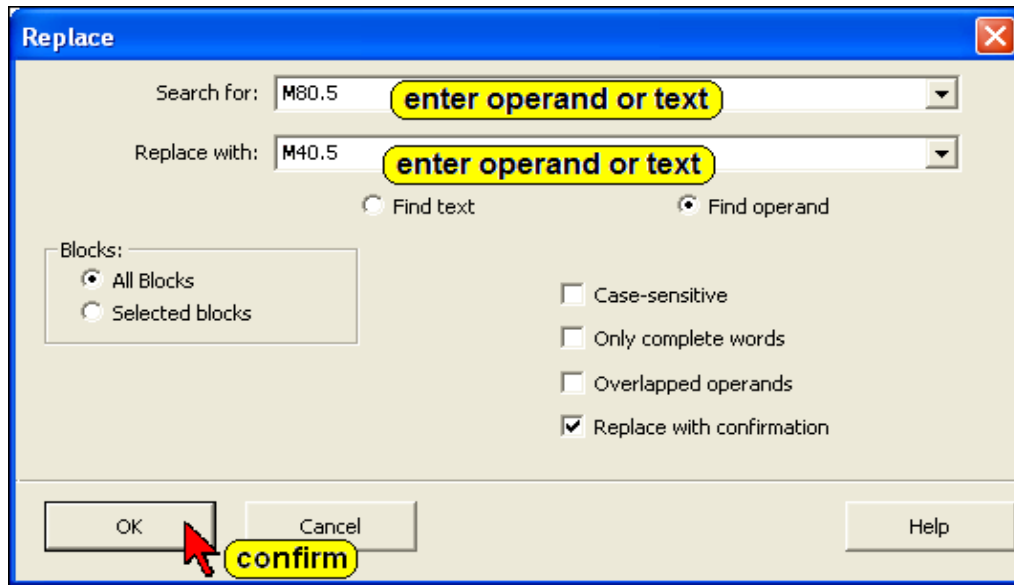 Replace
Search for: M80.5 enter operand or text
Replace with: M40.5 enter operand or text
Find text Find operand
Blocks:
All Blocks
Selected blocks
Case-sensitive
Only complete words
Overlapped operands
Replace with confirmation
OK Cancel Help
confirm